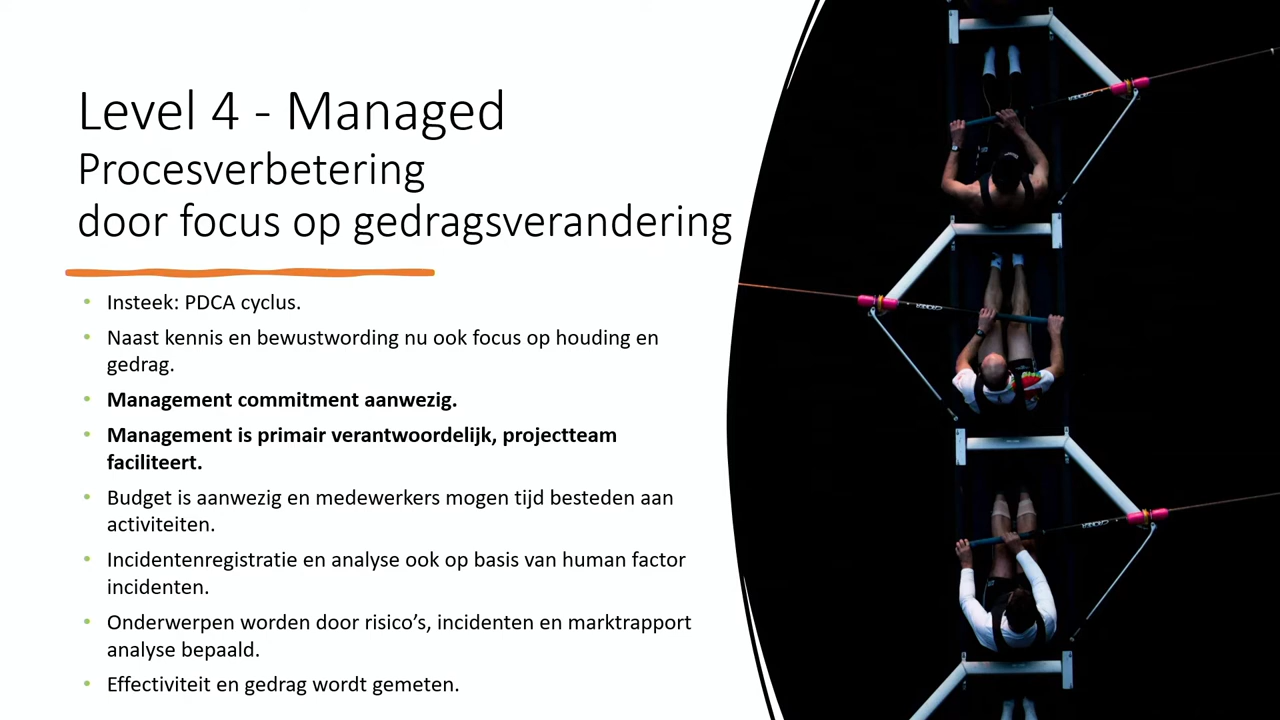 Level 4 - Managed
Procesverbetering
door focus op gedragsverandering
• Insteek: PDCA cyclus.
• Naast kennis en bewustwording nu ook focus op houding en
gedrag.
• Management commitment aanwezig.
• Management is primair verantwoordelijk, projectteam
faciliteert.
• Budget is aanwezig en medewerkers mogen tijd besteden aan
activiteiten.
• Incidentenregistratie en analyse ook op basis van human factor
incidenten.
• Onderwerpen worden door risico’s, incidenten en marktrapport
analyse bepaald.
• Effectiviteit en gedrag wordt gemeten.